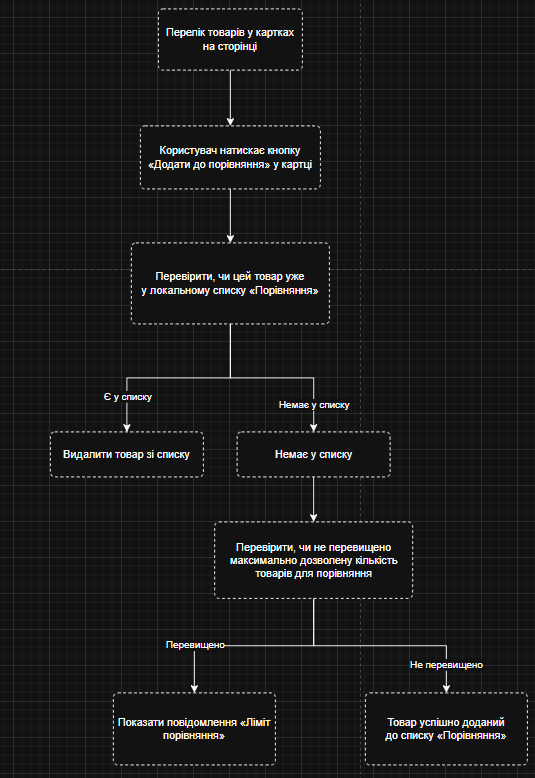 Перелік товарів у картках
на сторінці
Користувач натискає кнопку
«Додати до порівняння» у картці
Перевірити, чи цей товар уже
у локальному списку «Порівняння»
Є у списку
Немає у списку
Видалити товар зі списку
Немає у списку
Перевірити, чи не перевищено
максимально дозволену кількість
товарів для порівняння
Перевищено
Не перевищено
Показати повідомлення «Ліміт
порівняння»
Товар успішно доданий
до списку «Порівняння»